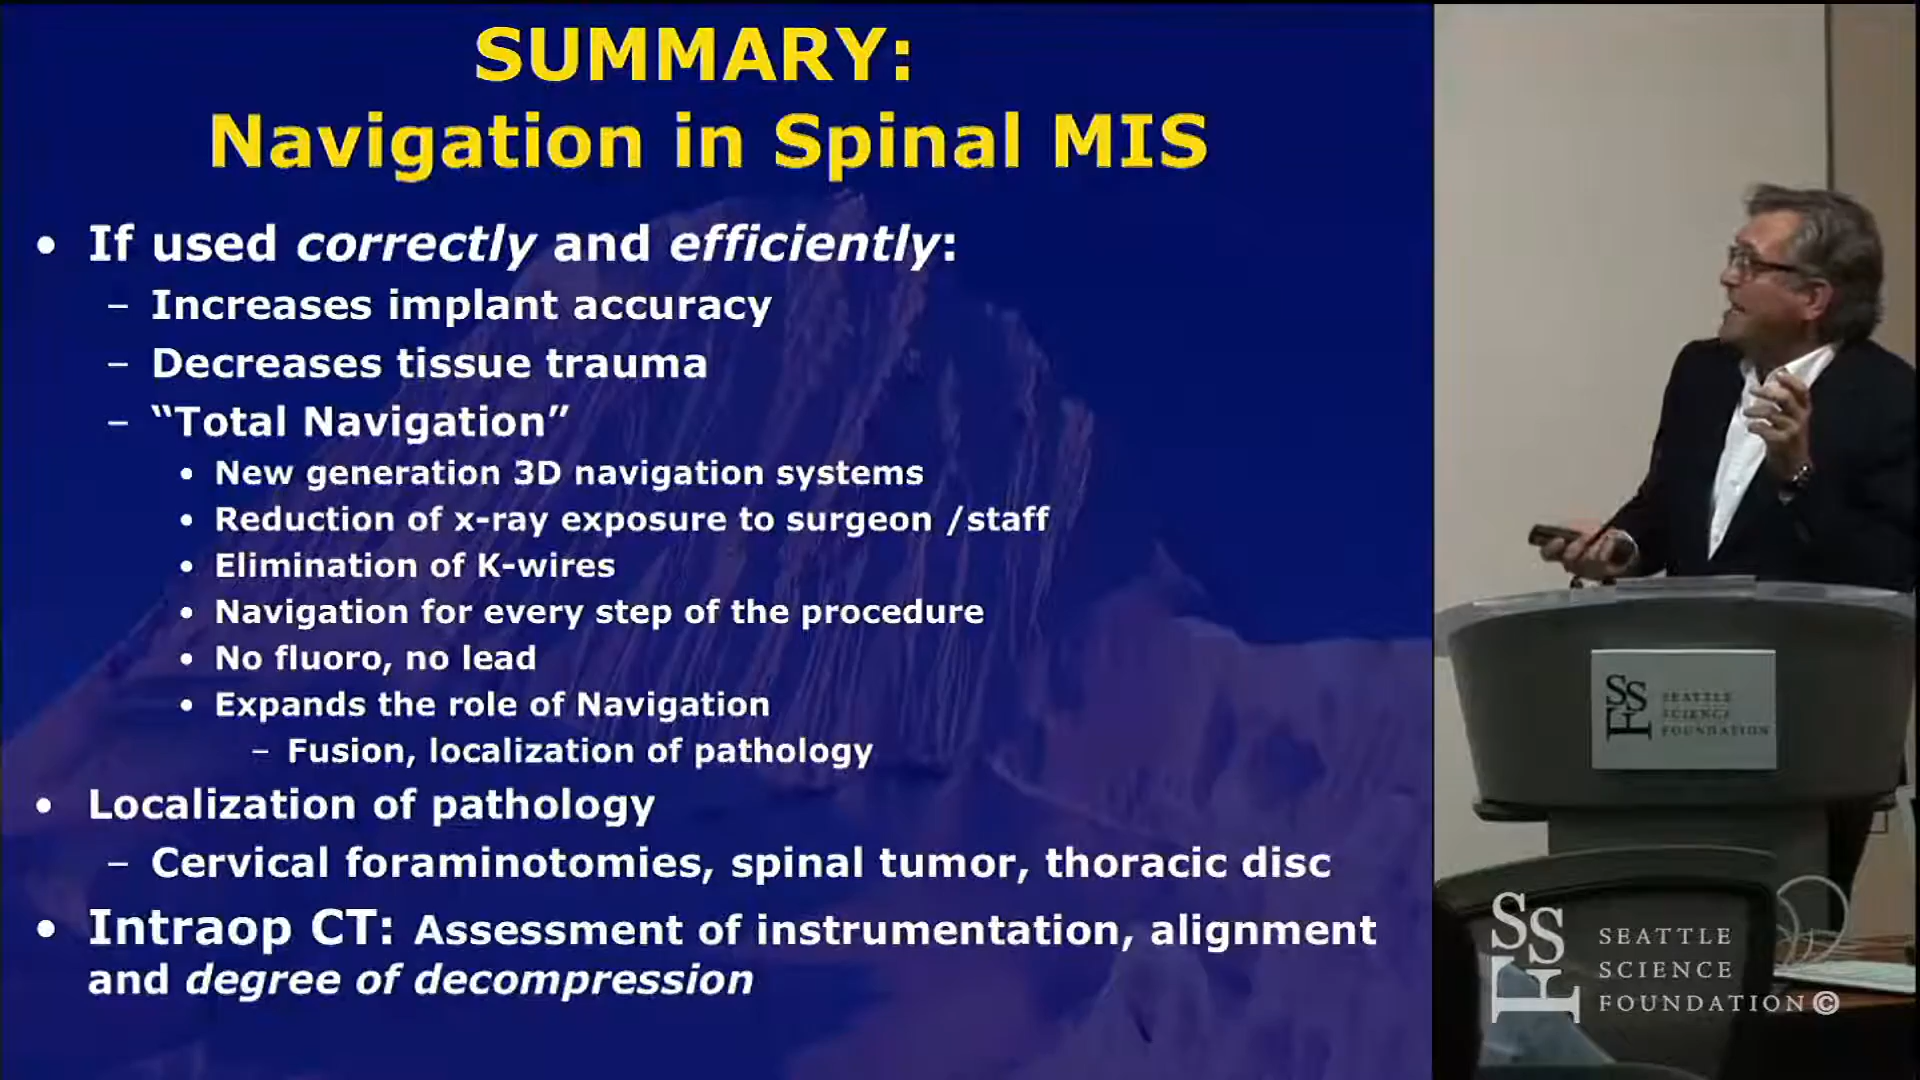 SUMMARY:
Navigation in Spinal MIS
• If used correctly and efficiently:
– Increases implant accuracy
– Decreases tissue trauma
– “Total Navigation”
• New generation 3D navigation systems
• Reduction of x-ray exposure to surgeon /staff
• Elimination of K-wires
• Navigation for every step of the procedure
• No fluoro, no lead
• Expands the role of Navigation
– Fusion, localization of pathology
• Localization of pathology
– Cervical foraminotomies, spinal tumor, thoracic disc
• Intraop CT: Assessment of instrumentation, alignment
and degree of decompression
SSF
SEATTLE
SCIENCE
FOUNDATION
SSF
SEATTLE
SCIENCE
FOUNDATION©